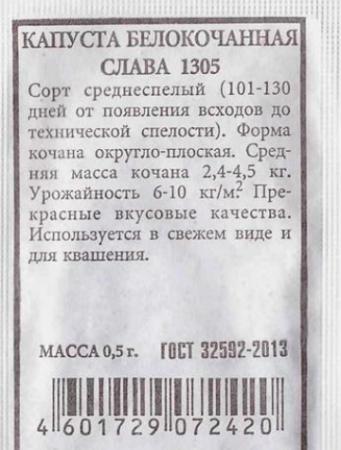 КАПУСТА БЕЛОКОЧАННАЯ
СЛАВА 1305
Сорт среднеспелый (101-130
дней от появления всходов до
технической спелости). Форма
кочана округло-плоская. Сред-
няя масса кочана 2,4-4,5 кг.
Урожайность 6-10 кг/м² Пре-
красные вкусовые качества.
Используется в свежем виде и
для квашения.
МАССА 0,5 г. ГОСТ 32592-2013
4 601729 072420